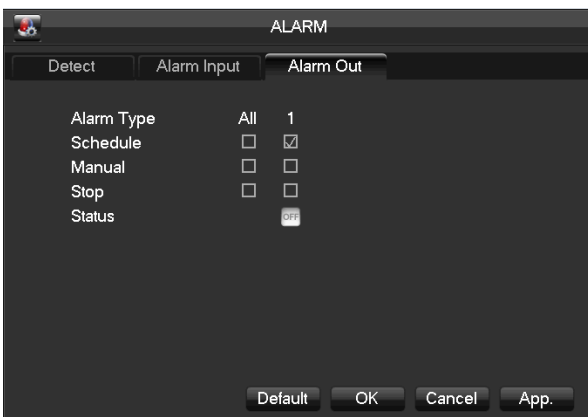 ALARM
Detect Alarm Input Alarm Out
Alarm Type All 1
Schedule
Manual
Stop
Status OFF
Default OK Cancel App.